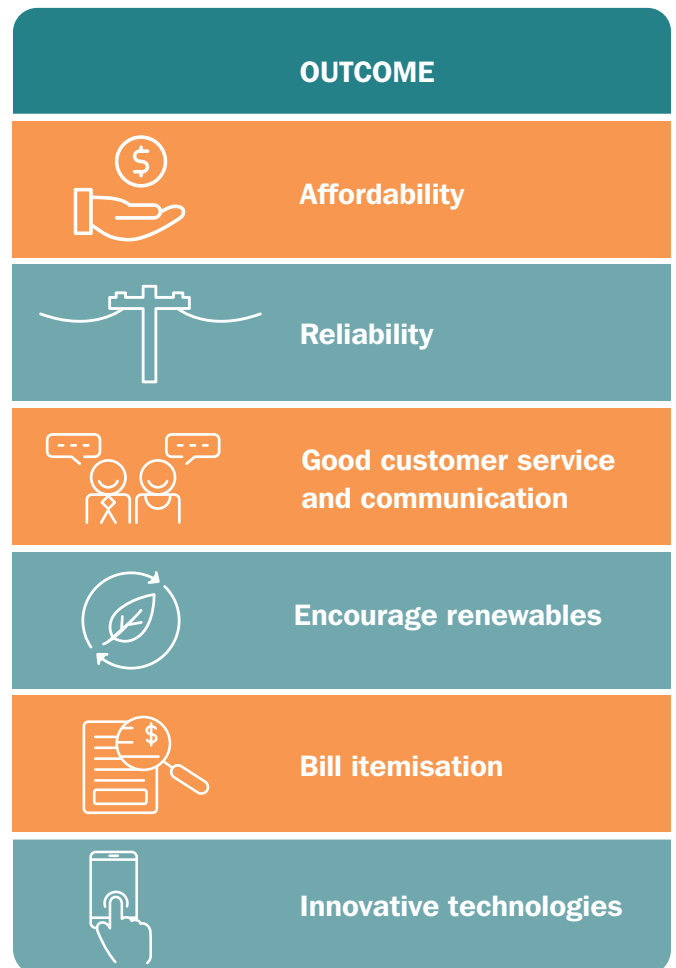 OUTCOME
$
Affordability
Reliability
Good customer service
and communication
Encourage renewables
$
Bill itemisation
Innovative technologies